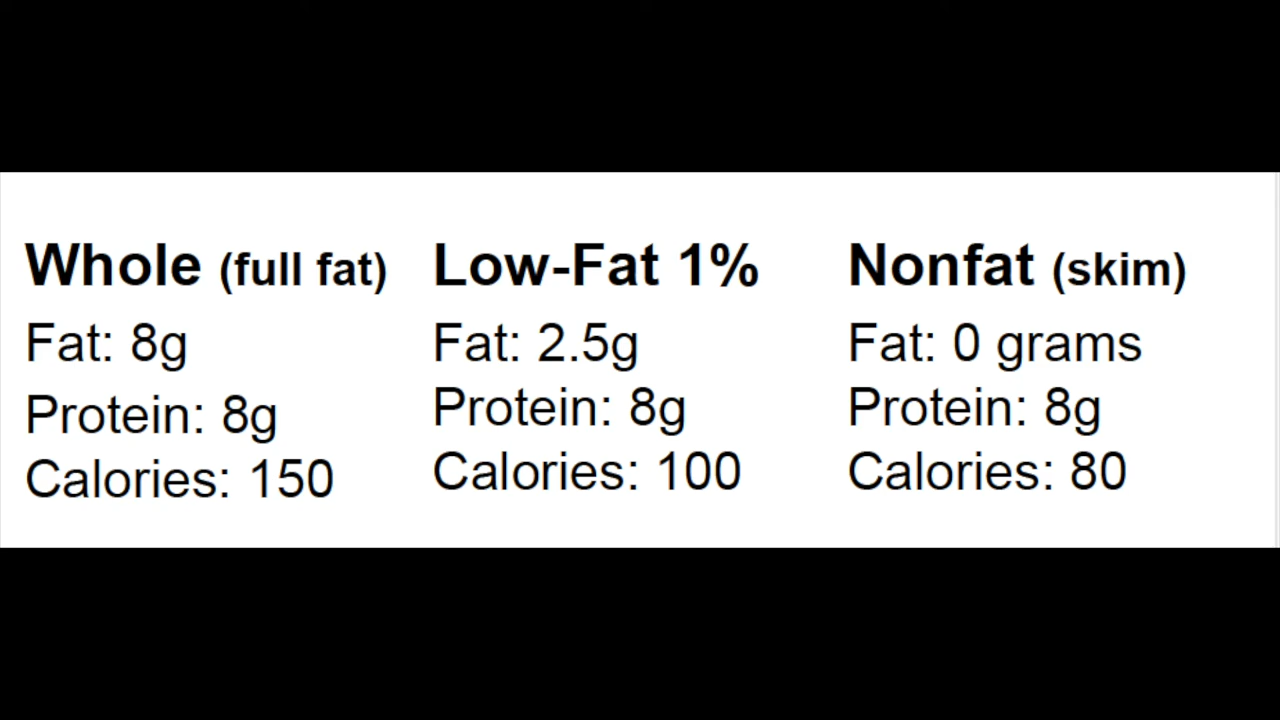 Whole (full fat)
Fat: 8g
Protein: 8g
Calories: 150
Low-Fat 1%
Fat: 2.5g
Protein: 8g
Calories: 100
Nonfat (skim)
Fat: 0 grams
Protein: 8g
Calories: 80